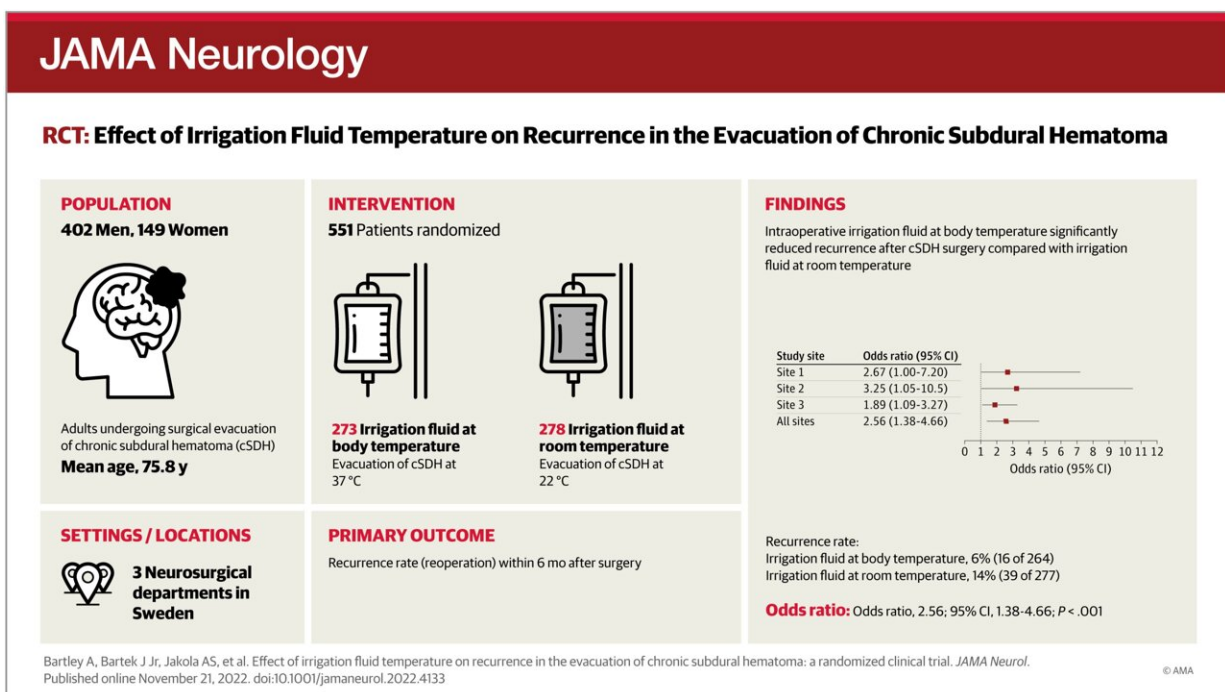 JAMA Neurology
RCT: Effect of Irrigation Fluid Temperature on Recurrence in the Evacuation of Chronic Subdural Hematoma
POPULATION
402 Men, 149 Women
Adults undergoing surgical evacuation
of chronic subdural hematoma (cSDH)
Mean age, 75.8 y
INTERVENTION
551 Patients randomized
273 Irrigation fluid at
body temperature
Evacuation of cSDH at
37 °C
278 Irrigation fluid at
room temperature
Evacuation of cSDH at
22 °C
SETTINGS / LOCATIONS
3 Neurosurgical
departments in
Sweden
PRIMARY OUTCOME
Recurrence rate (reoperation) within 6 mo after surgery
FINDINGS
Intraoperative irrigation fluid at body temperature significantly
reduced recurrence after cSDH surgery compared with irrigation
fluid at room temperature
Study site Odds ratio (95% CI)
Site 1 2.67 (1.00-7.20)
Site 2 3.25 (1.05-10.5)
Site 3 1.89 (1.09-3.27)
All sites 2.56 (1.38-4.66)
0 1 2 3 4 5 6 7 8 9 10 11 12
Odds ratio (95% CI)
Recurrence rate:
Irrigation fluid at body temperature, 6% (16 of 264)
Irrigation fluid at room temperature, 14% (39 of 277)
Odds ratio: Odds ratio, 2.56; 95% CI, 1.38-4.66; P < .001
Bartley A, Bartek J Jr, Jakola AS, et al. Effect of irrigation fluid temperature on recurrence in the evacuation of chronic subdural hematoma: a randomized clinical trial. JAMA Neurol.
Published online November 21, 2022. doi:10.1001/jamaneurol.2022.4133
© AMA